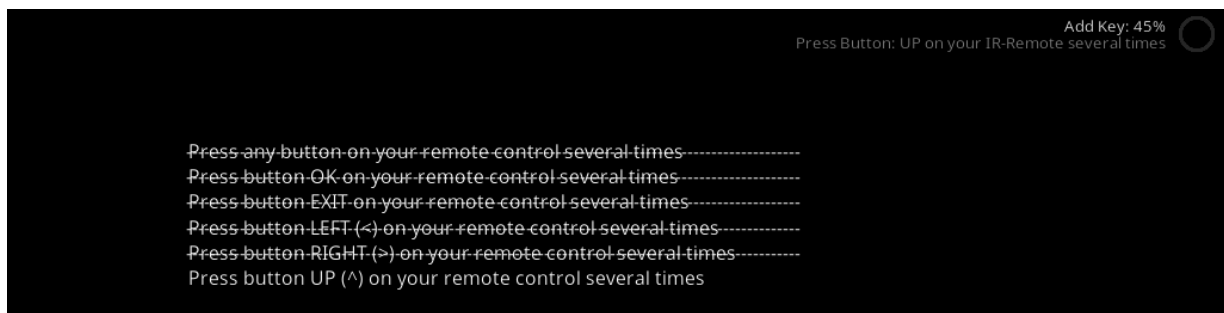 Add Key: 45%
Press Button: UP on your IR-Remote several times
Press any button on your remote control several times
Press button OK on your remote control several times
Press button EXIT on your remote control several times
Press button LEFT (<) on your remote control several times
Press button RIGHT (>) on your remote control several times
Press button UP (^) on your remote control several times